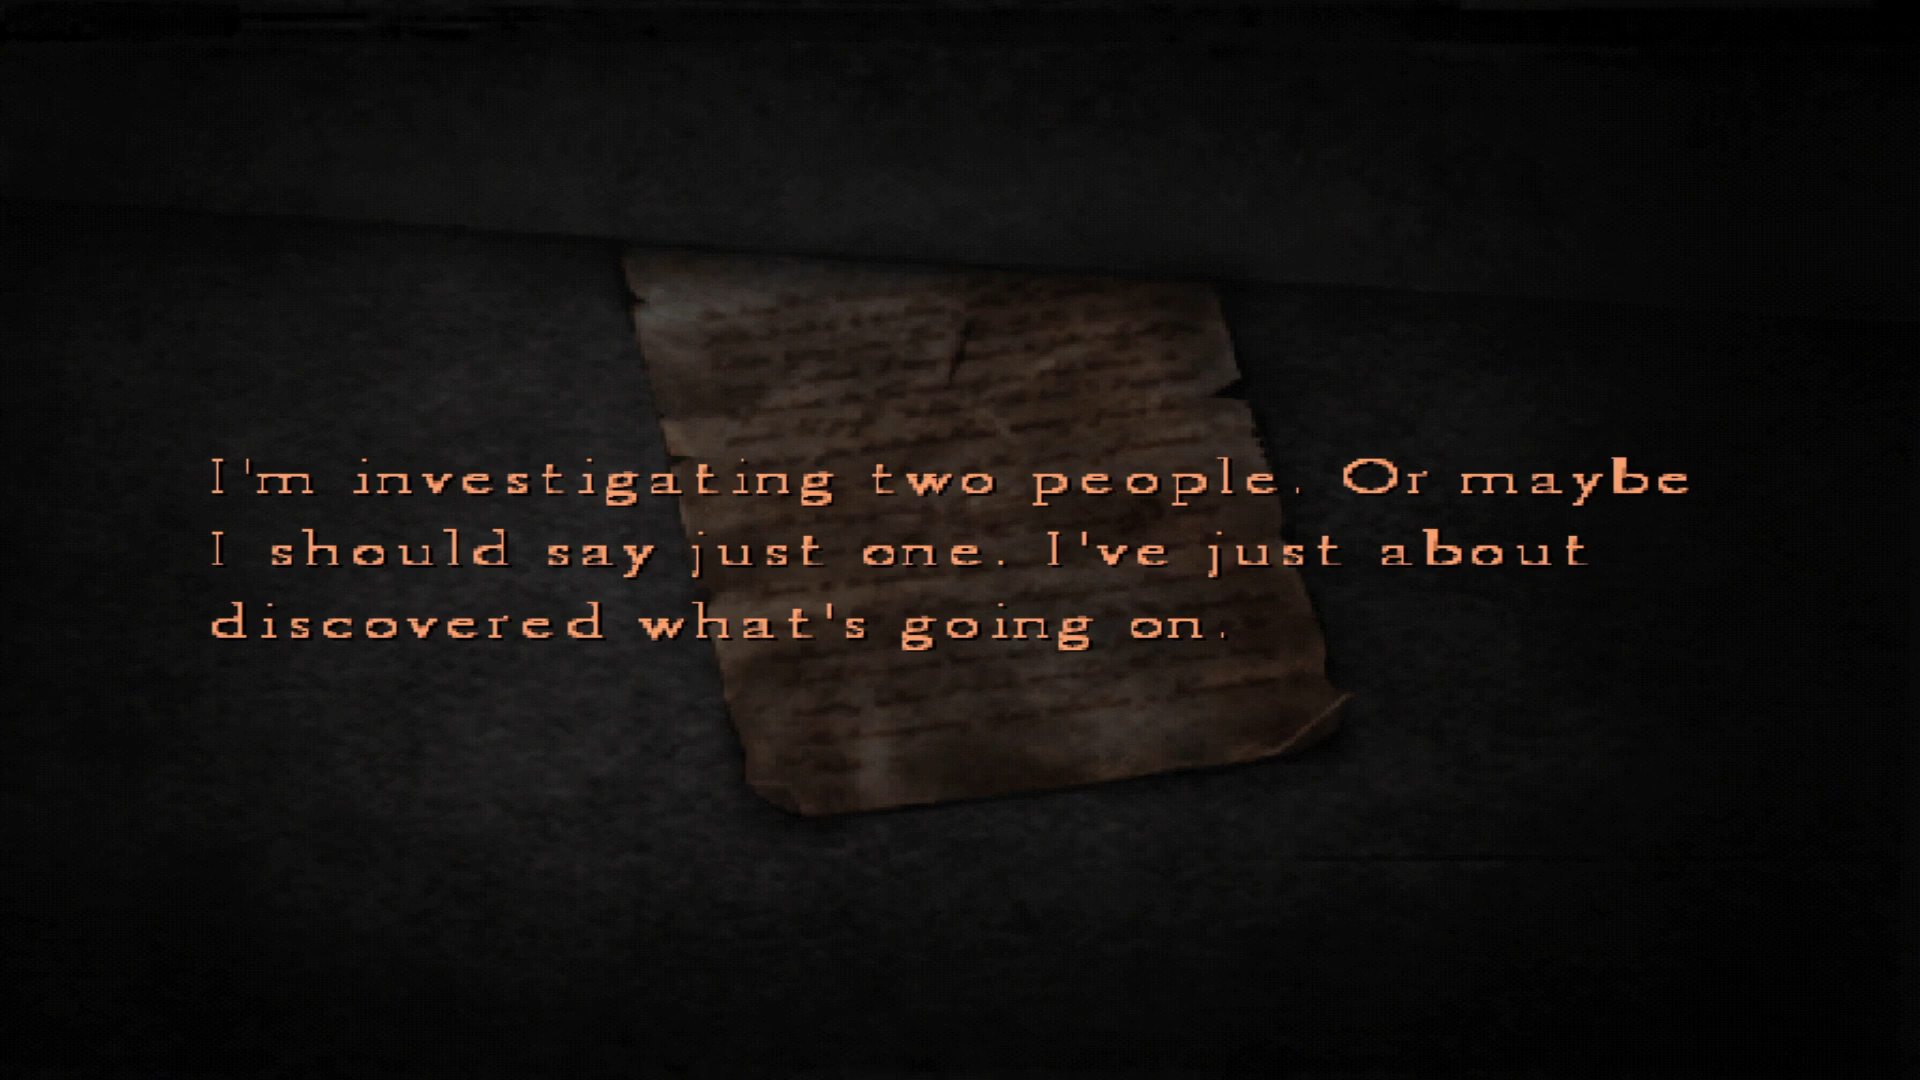 I'm investigating two people. Or maybe
I should say just one. I've just about
discovered what's going on.